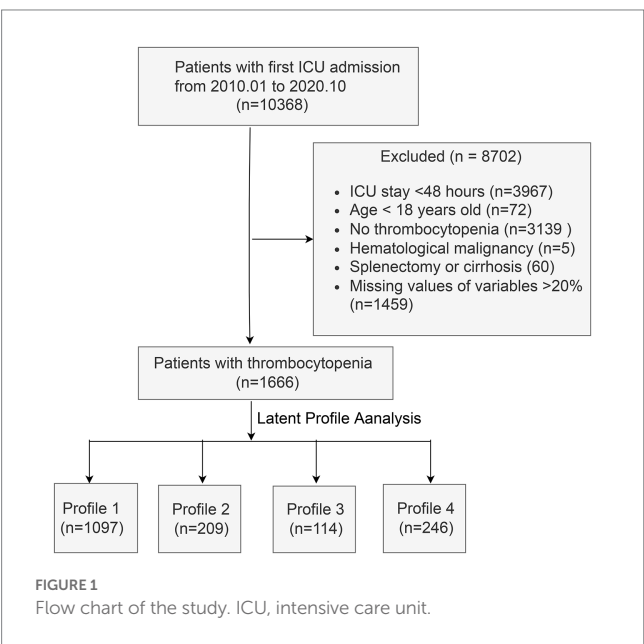 Patients with first ICU admission
from 2010.01 to 2020.10
(n=10368)
Excluded (n = 8702)
• ICU stay <48 hours (n=3967)
• Age < 18 years old (n=72)
• No thrombocytopenia (n=3139 )
• Hematological malignancy (n=5)
• Splenectomy or cirrhosis (60)
• Missing values of variables >20%
(n=1459)
Patients with thrombocytopenia
(n=1666)
Latent Profile Aanalysis
Profile 1
(n=1097)
Profile 2
(n=209)
Profile 3
(n=114)
Profile 4
(n=246)
FIGURE 1
Flow chart of the study. ICU, intensive care unit.